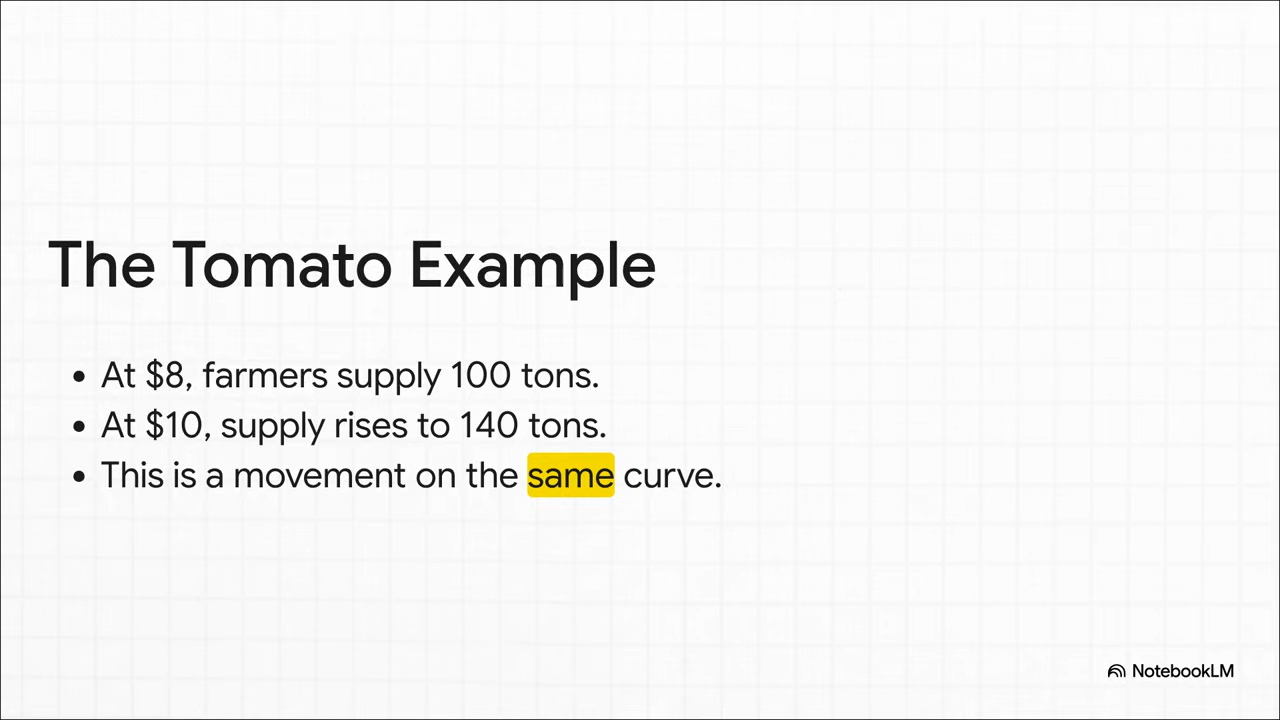 The Tomato Example
• At $8, farmers supply 100 tons.
• At $10, supply rises to 140 tons.
• This is a movement on the same curve.
NotebookLM